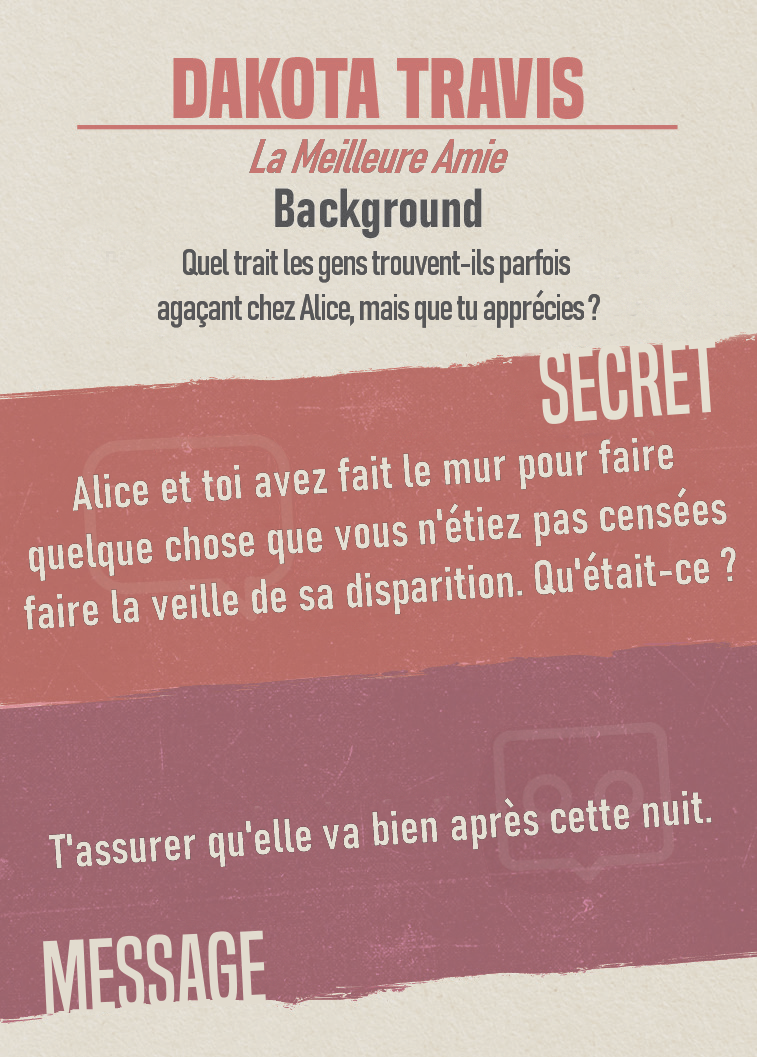 DAKOTA TRAVIS
La Meilleure Amie
Background
Quel trait les gens trouvent-ils parfois
agaçant chez Alice, mais que tu apprécies ?
SECRET
Alice et toi avez fait le mur pour faire
quelque chose que vous n'étiez pas censées
faire la veille de sa disparition. Qu'était-ce ?
T'assurer qu'elle va bien après cette nuit.
MESSAGE